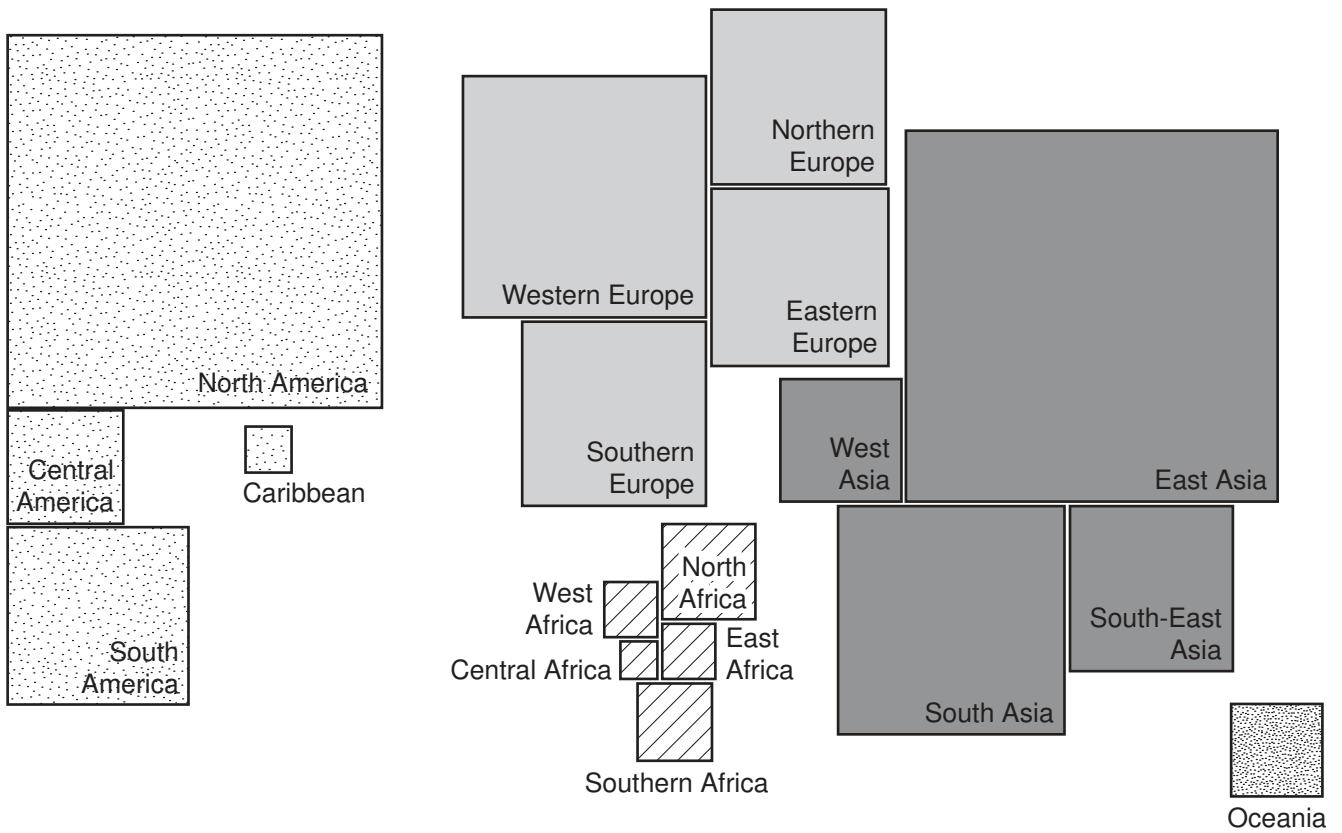 Northern
Europe
Western Europe
Eastern
Europe
North America
Central
America
Caribbean
Southern
Europe
West
Asia
East Asia
North
Africa
West
Africa
East
Africa
Central Africa
South-East
Asia
South
America
South Asia
Southern Africa
Oceania